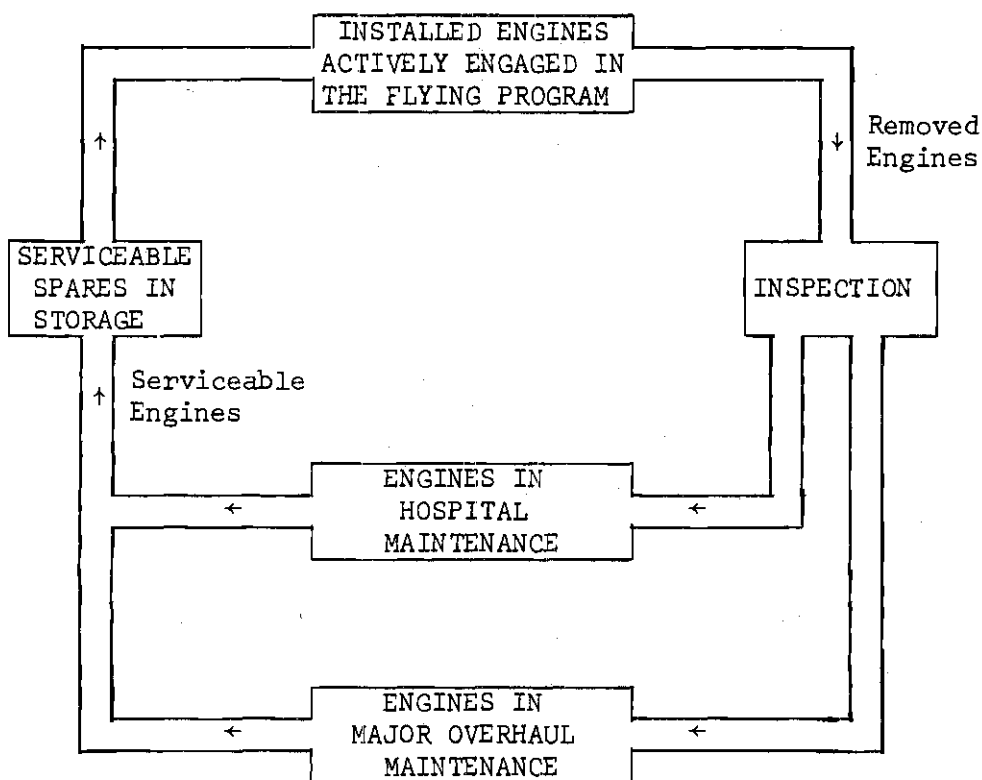 INSTALLED ENGINES
ACTIVELY ENGAGED IN
THE FLYING PROGRAM
↑
↓
Removed
Engines
SERVICEABLE
SPARES IN
STORAGE
INSPECTION
↑
Serviceable
Engines
ENGINES IN
HOSPITAL
MAINTENANCE
←
←
ENGINES IN
MAJOR OVERHAUL
MAINTENANCE
←
←